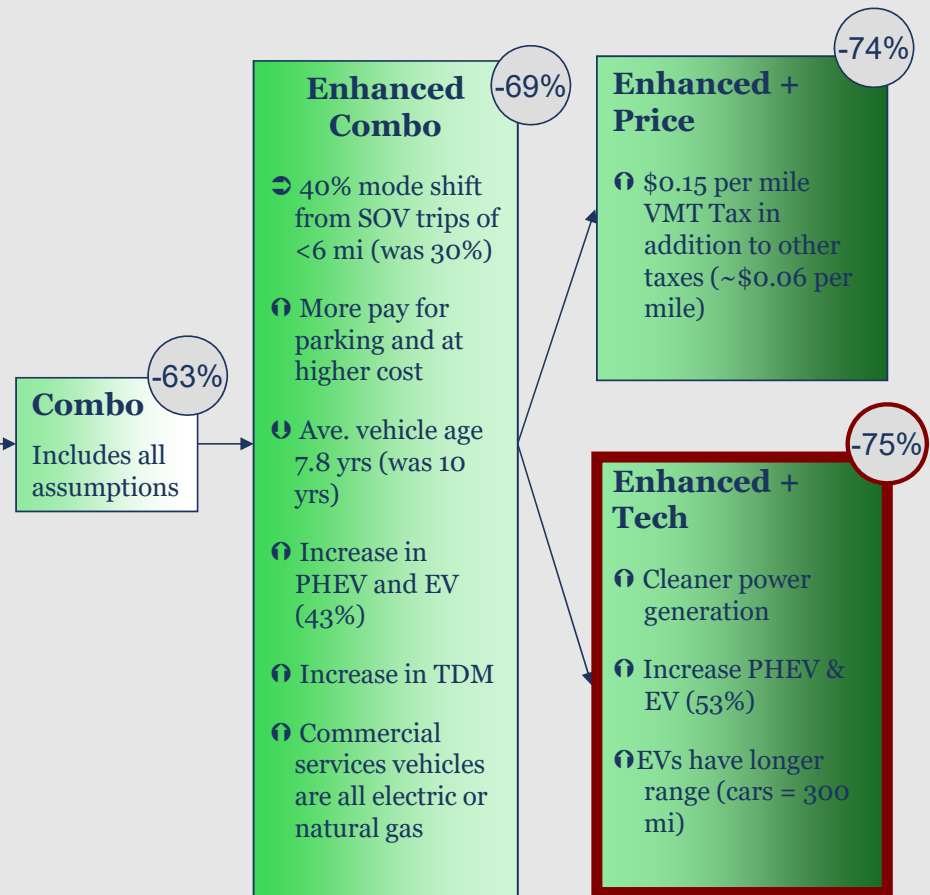 -63%
Combo
Includes all
assumptions
-69%
Enhanced
Combo
➲ 40% mode shift
from SOV trips of
<6 mi (was 30%)
⋒ More pay for
parking and at
higher cost
⋓ Ave. vehicle age
7.8 yrs (was 10
yrs)
⋒ Increase in
PHEV and EV
(43%)
⋒ Increase in TDM
⋒ Commercial
services vehicles
are all electric or
natural gas
-74%
Enhanced +
Price
⋒ $0.15 per mile
VMT Tax in
addition to other
taxes (~$0.06 per
mile)
-75%
Enhanced +
Tech
⋒ Cleaner power
generation
⋒ Increase PHEV &
EV (53%)
⋒EVs have longer
range (cars = 300
mi)